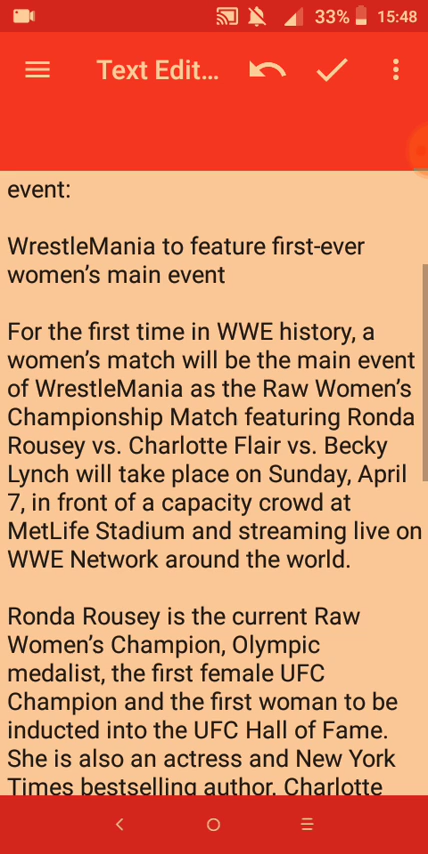 33% 15:48
Text Edit...
event:
WrestleMania to feature first-ever
women's main event
For the first time in WWE history, a
women's match will be the main event
of WrestleMania as the Raw Women's
Championship Match featuring Ronda
Rousey vs. Charlotte Flair vs. Becky
Lynch will take place on Sunday, April
7, in front of a capacity crowd at
MetLife Stadium and streaming live on
WWE Network around the world.
Ronda Rousey is the current Raw
Women's Champion, Olympic
medalist, the first female UFC
Champion and the first woman to be
inducted into the UFC Hall of Fame.
She is also an actress and New York
Times bestselling author. Charlotte